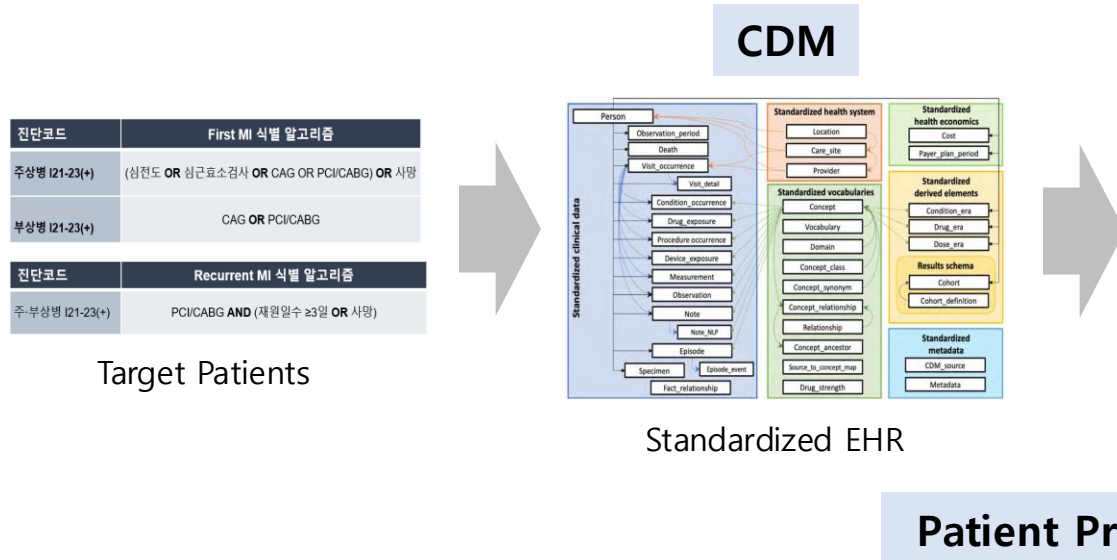 CDM
진단코드 First MI 식별 알고리즘
주상병 I21-23(+) (심전도 OR 심근효소검사 OR CAG OR PCI/CABG) OR 사망
부상병 I21-23(+) CAG OR PCI/CABG
진단코드 Recurrent MI 식별 알고리즘
주·부상병 I21-23(+) PCI/CABG AND (재원일수 ≥3일 OR 사망)
Target Patients
Standardized clinical data
Person
Observation_period
Death
Visit_occurrence
Visit_detail
Condition_occurrence
Drug_exposure
Procedure occurrence
Device_exposure
Measurement
Observation
Note
Note_NLP
Episode
Specimen
Episode_event
Fact_relationship
Standardized health system
Location
Care_site
Provider
Standardized vocabularies
Concept
Vocabulary
Domain
Concept_class
Concept_synonym
Concept_relationship
Relationship
Concept_ancestor
Source_to_concept_map
Drug_strength
Standardized
health economics
Cost
Payer_plan_period
Standardized
derived elements
Condition_era
Drug_era
Dose_era
Results schema
Cohort
Cohort_definition
Standardized
metadata
CDM_source
Metadata
Standardized EHR
Patient Pr